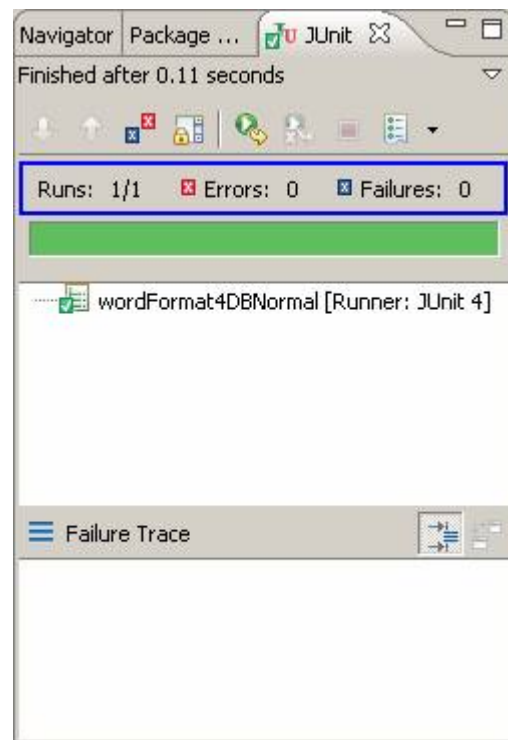 Navigator Package ... JUnit
Finished after 0.11 seconds
Runs: 1/1 Errors: 0 Failures: 0
wordFormat4DBNormal [Runner: JUnit 4]
Failure Trace